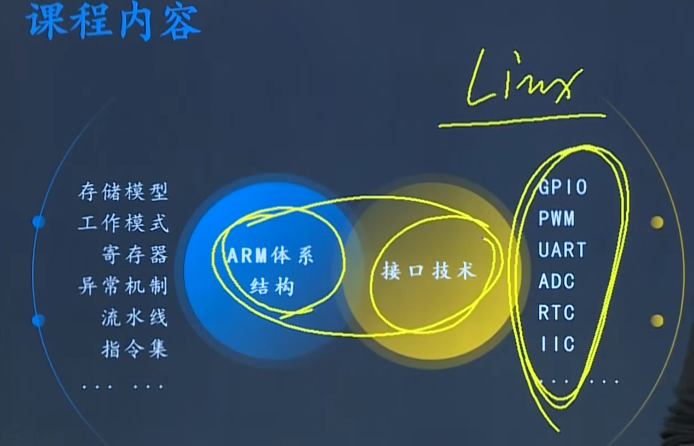 课程内容
Linux
存储模型
工作模式
寄存器
异常机制
流水线
指令集
... ...
ARM体系
结构
接口技术
GPIO
PWM
UART
ADC
RTC
IIC
... ...